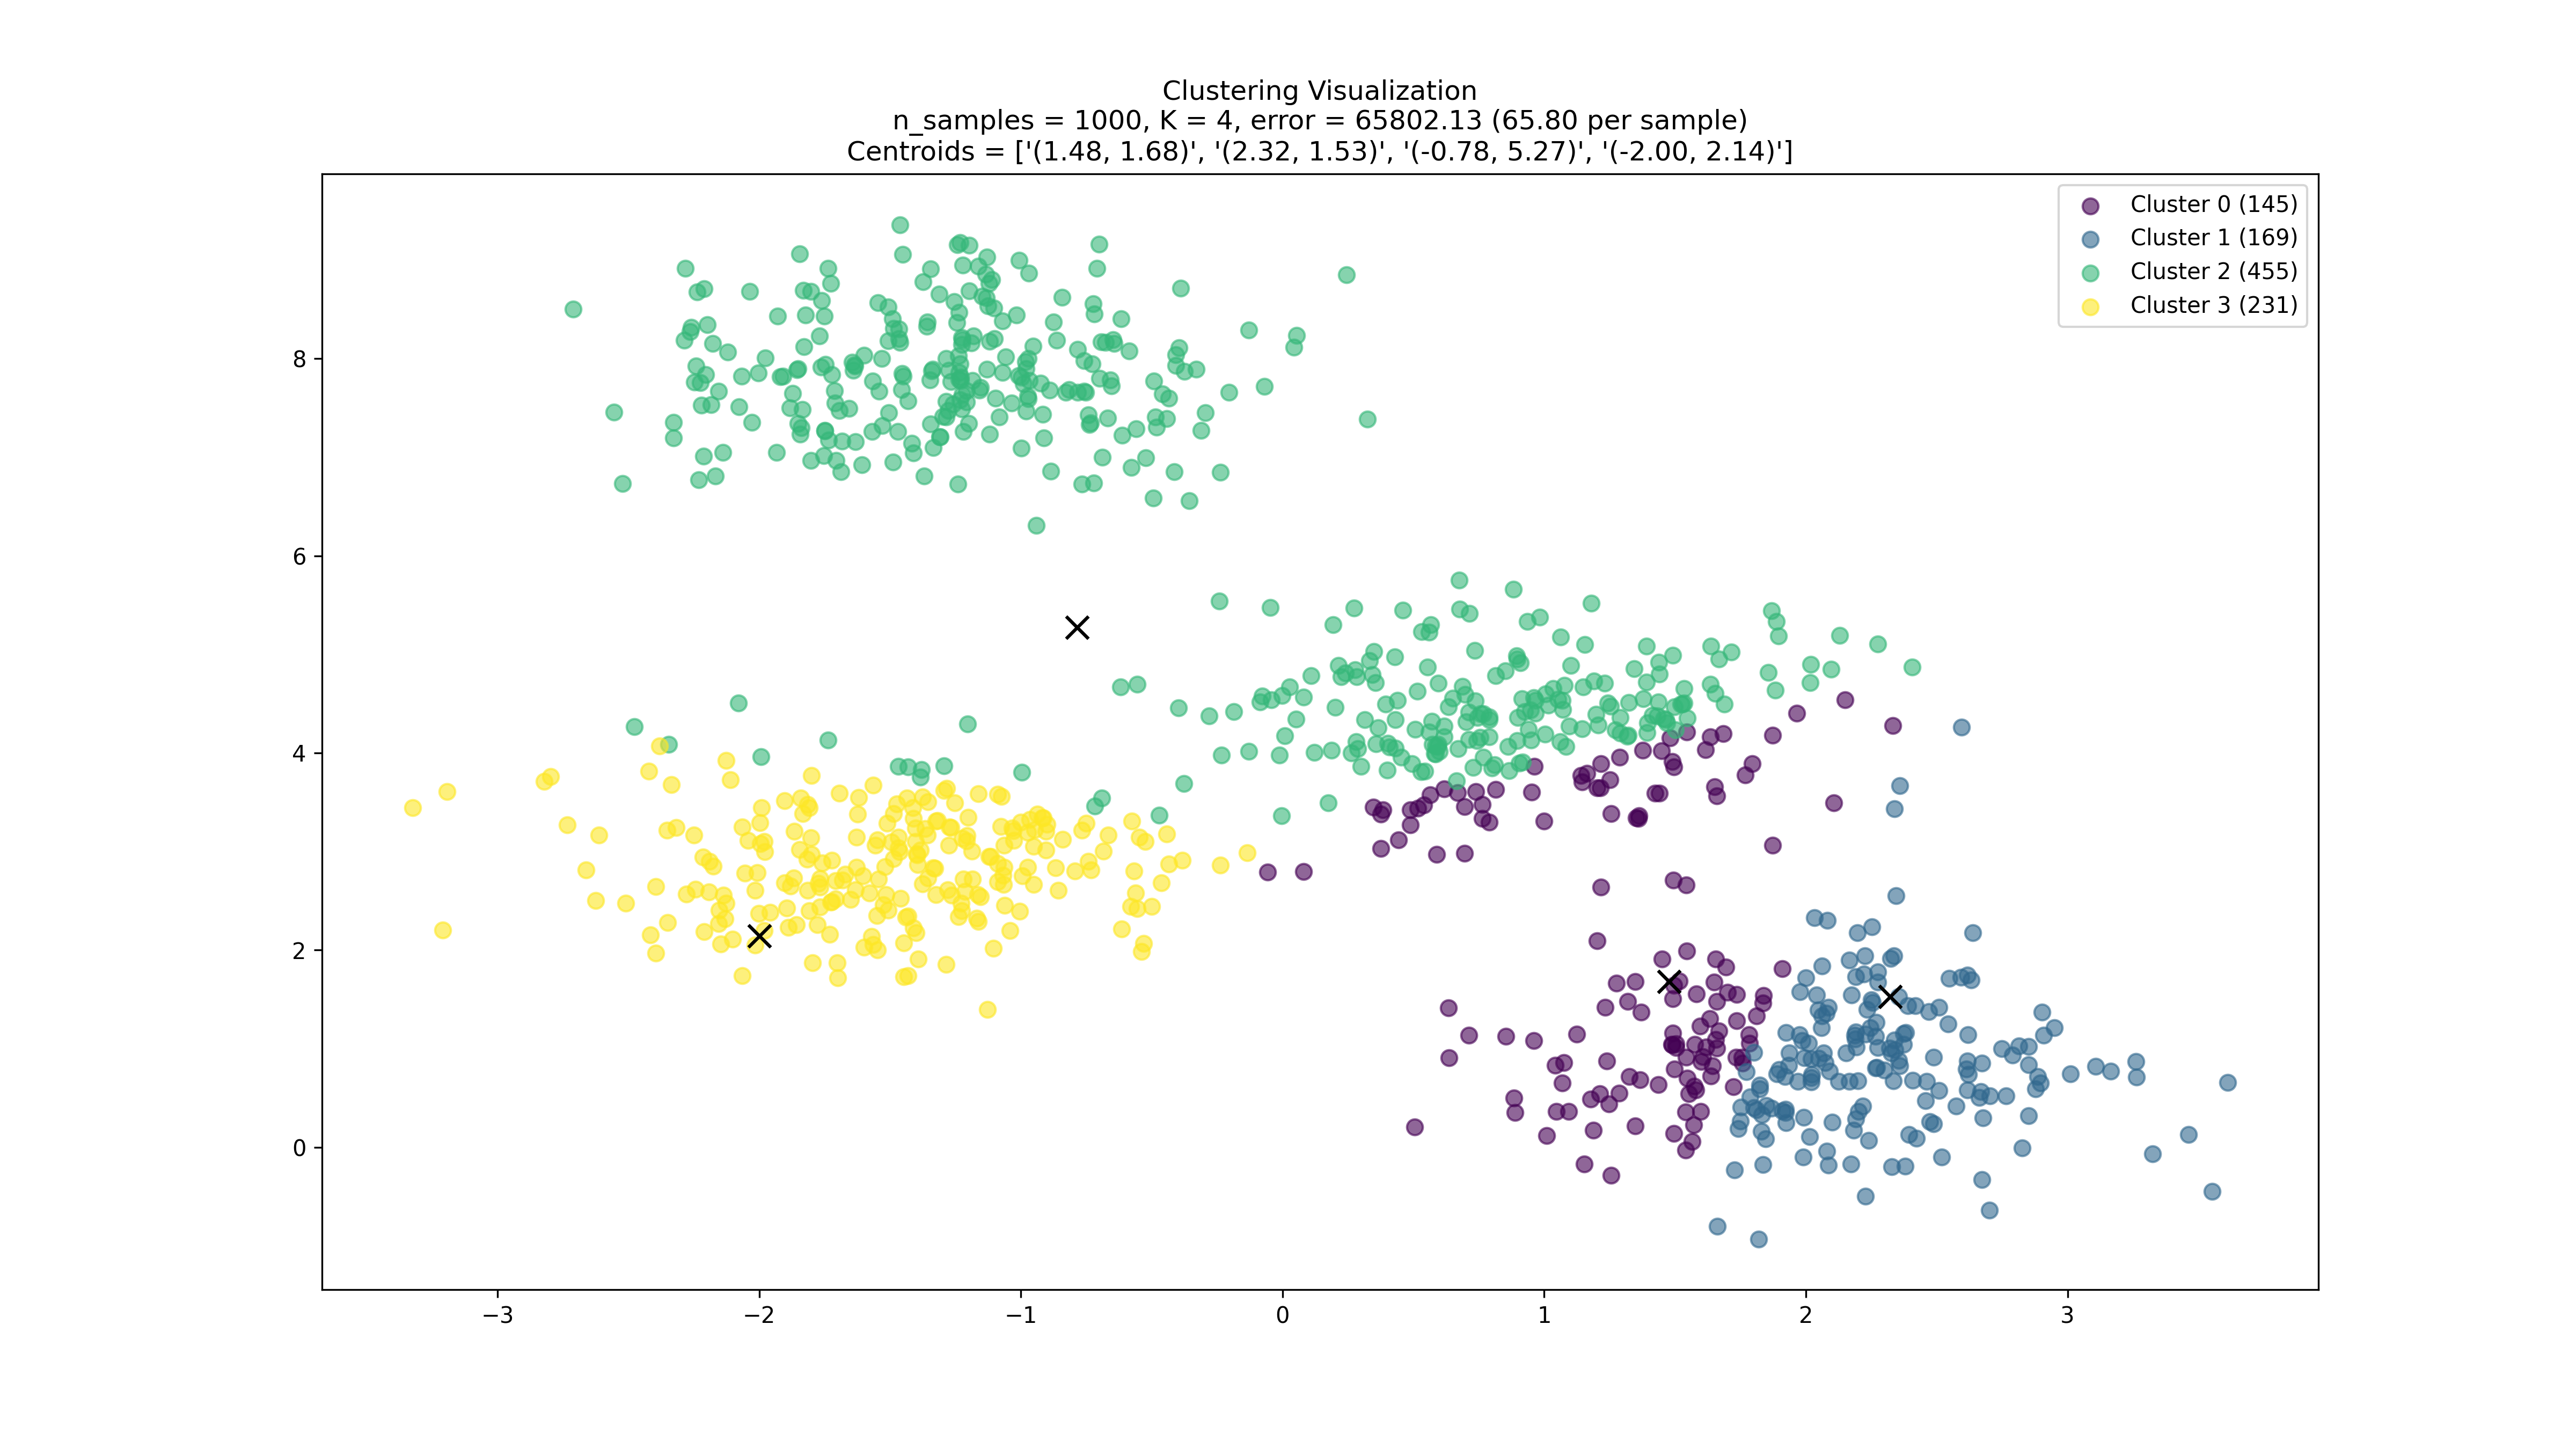 Clustering Visualization
n_samples = 1000, K = 4, error = 65802.13 (65.80 per sample)
Centroids = ['(1.48, 1.68)', '(2.32, 1.53)', '(-0.78, 5.27)', '(-2.00, 2.14)']
Cluster 0 (145)
Cluster 1 (169)
Cluster 2 (455)
Cluster 3 (231)
8
6
4
2
0
−3
−2
−1
0
1
2
3